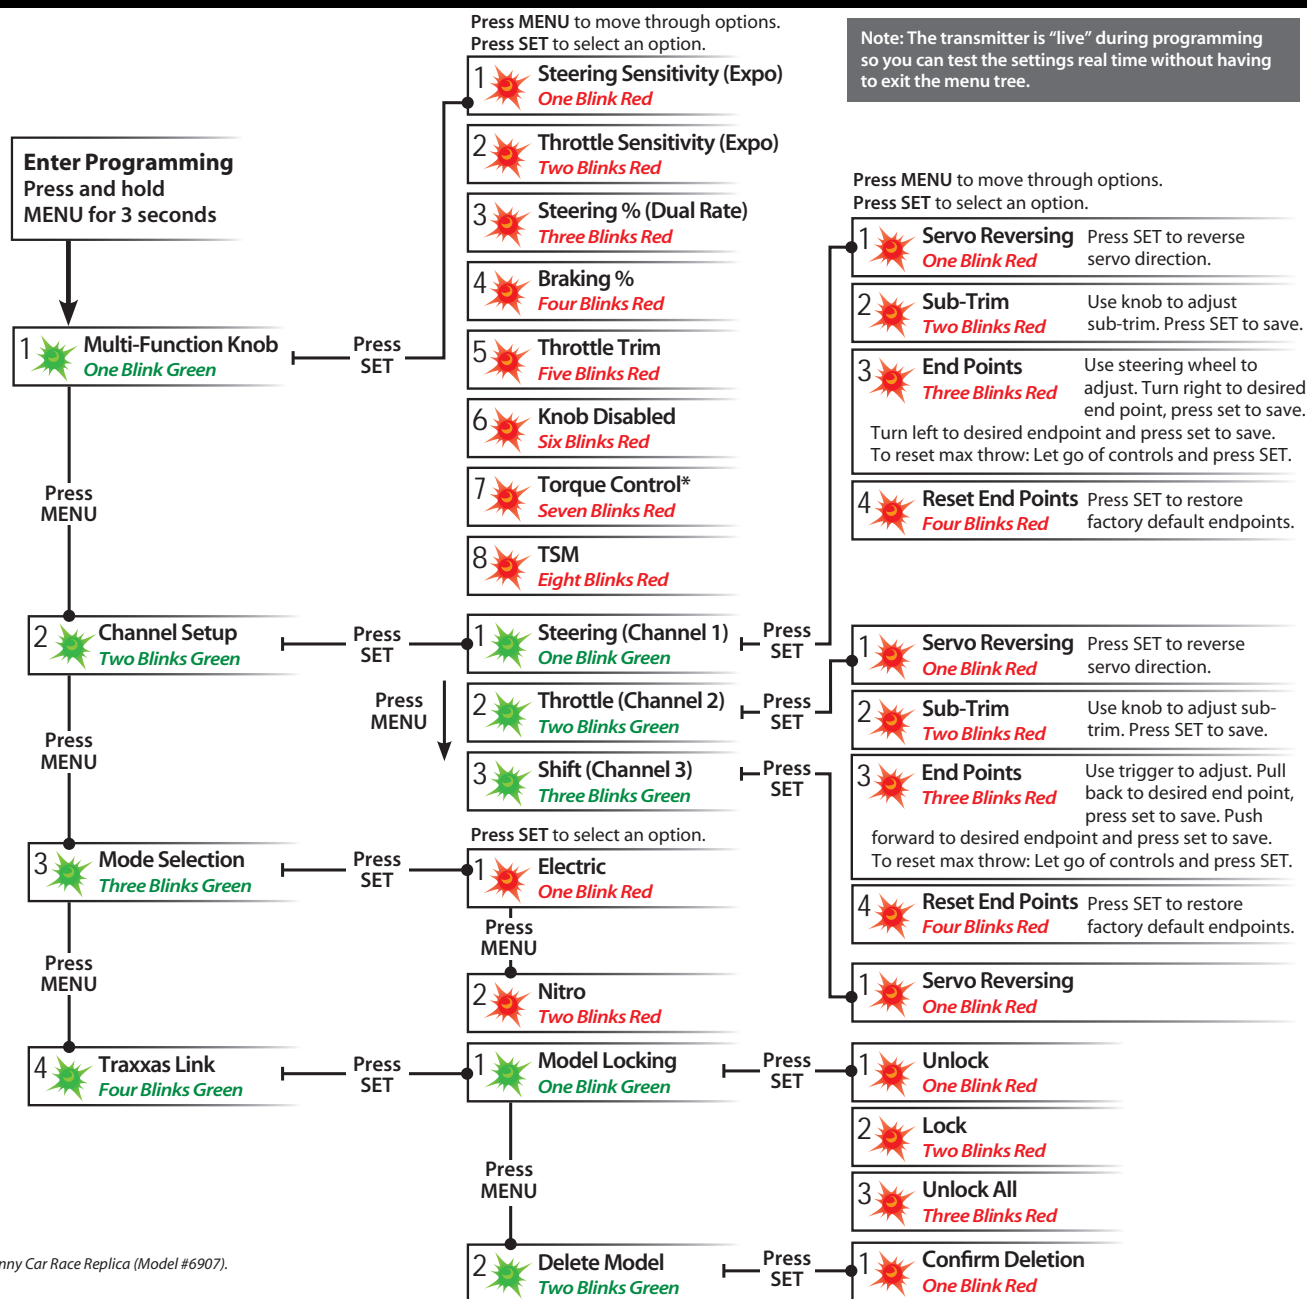 Press MENU to move through options.
Press SET to select an option.
Note: The transmitter is “live” during programming
so you can test the settings real time without having
to exit the menu tree.
Enter Programming
Press and hold
MENU for 3 seconds
1 Multi-Function Knob
One Blink Green
Press
SET
1 Steering Sensitivity (Expo)
One Blink Red
2 Throttle Sensitivity (Expo)
Two Blinks Red
3 Steering % (Dual Rate)
Three Blinks Red
4 Braking %
Four Blinks Red
5 Throttle Trim
Five Blinks Red
6 Knob Disabled
Six Blinks Red
7 Torque Control*
Seven Blinks Red
8 TSM
Eight Blinks Red
Press
MENU
2 Channel Setup
Two Blinks Green
Press
SET
Press
MENU
1 Steering (Channel 1)
One Blink Green
Press
SET
2 Throttle (Channel 2)
Two Blinks Green
Press
SET
3 Shift (Channel 3)
Three Blinks Green
Press
SET
Press MENU to move through options.
Press SET to select an option.
1 Servo Reversing
One Blink Red
Press SET to reverse
servo direction.
2 Sub-Trim
Two Blinks Red
Use knob to adjust
sub-trim. Press SET to save.
3 End Points
Three Blinks Red
Use steering wheel to
adjust. Turn right to desired
end point, press set to save.
Turn left to desired endpoint and press set to save.
To reset max throw: Let go of controls and press SET.
4 Reset End Points
Four Blinks Red
Press SET to restore
factory default endpoints.
1 Servo Reversing
One Blink Red
Press SET to reverse
servo direction.
2 Sub-Trim
Two Blinks Red
Use knob to adjust sub-
trim. Press SET to save.
3 End Points
Three Blinks Red
Use trigger to adjust. Pull
back to desired end point,
press set to save. Push
forward to desired endpoint and press set to save.
To reset max throw: Let go of controls and press SET.
4 Reset End Points
Four Blinks Red
Press SET to restore
factory default endpoints.
1 Servo Reversing
One Blink Red
Press
MENU
3 Mode Selection
Three Blinks Green
Press
SET
Press SET to select an option.
1 Electric
One Blink Red
Press
MENU
2 Nitro
Two Blinks Red
Press
MENU
4 Traxxas Link
Four Blinks Green
Press
SET
1 Model Locking
One Blink Green
Press
SET
1 Unlock
One Blink Red
2 Lock
Two Blinks Red
3 Unlock All
Three Blinks Red
Press
MENU
2 Delete Model
Two Blinks Green
Press
SET
1 Confirm Deletion
One Blink Red
nny Car Race Replica (Model #6907).